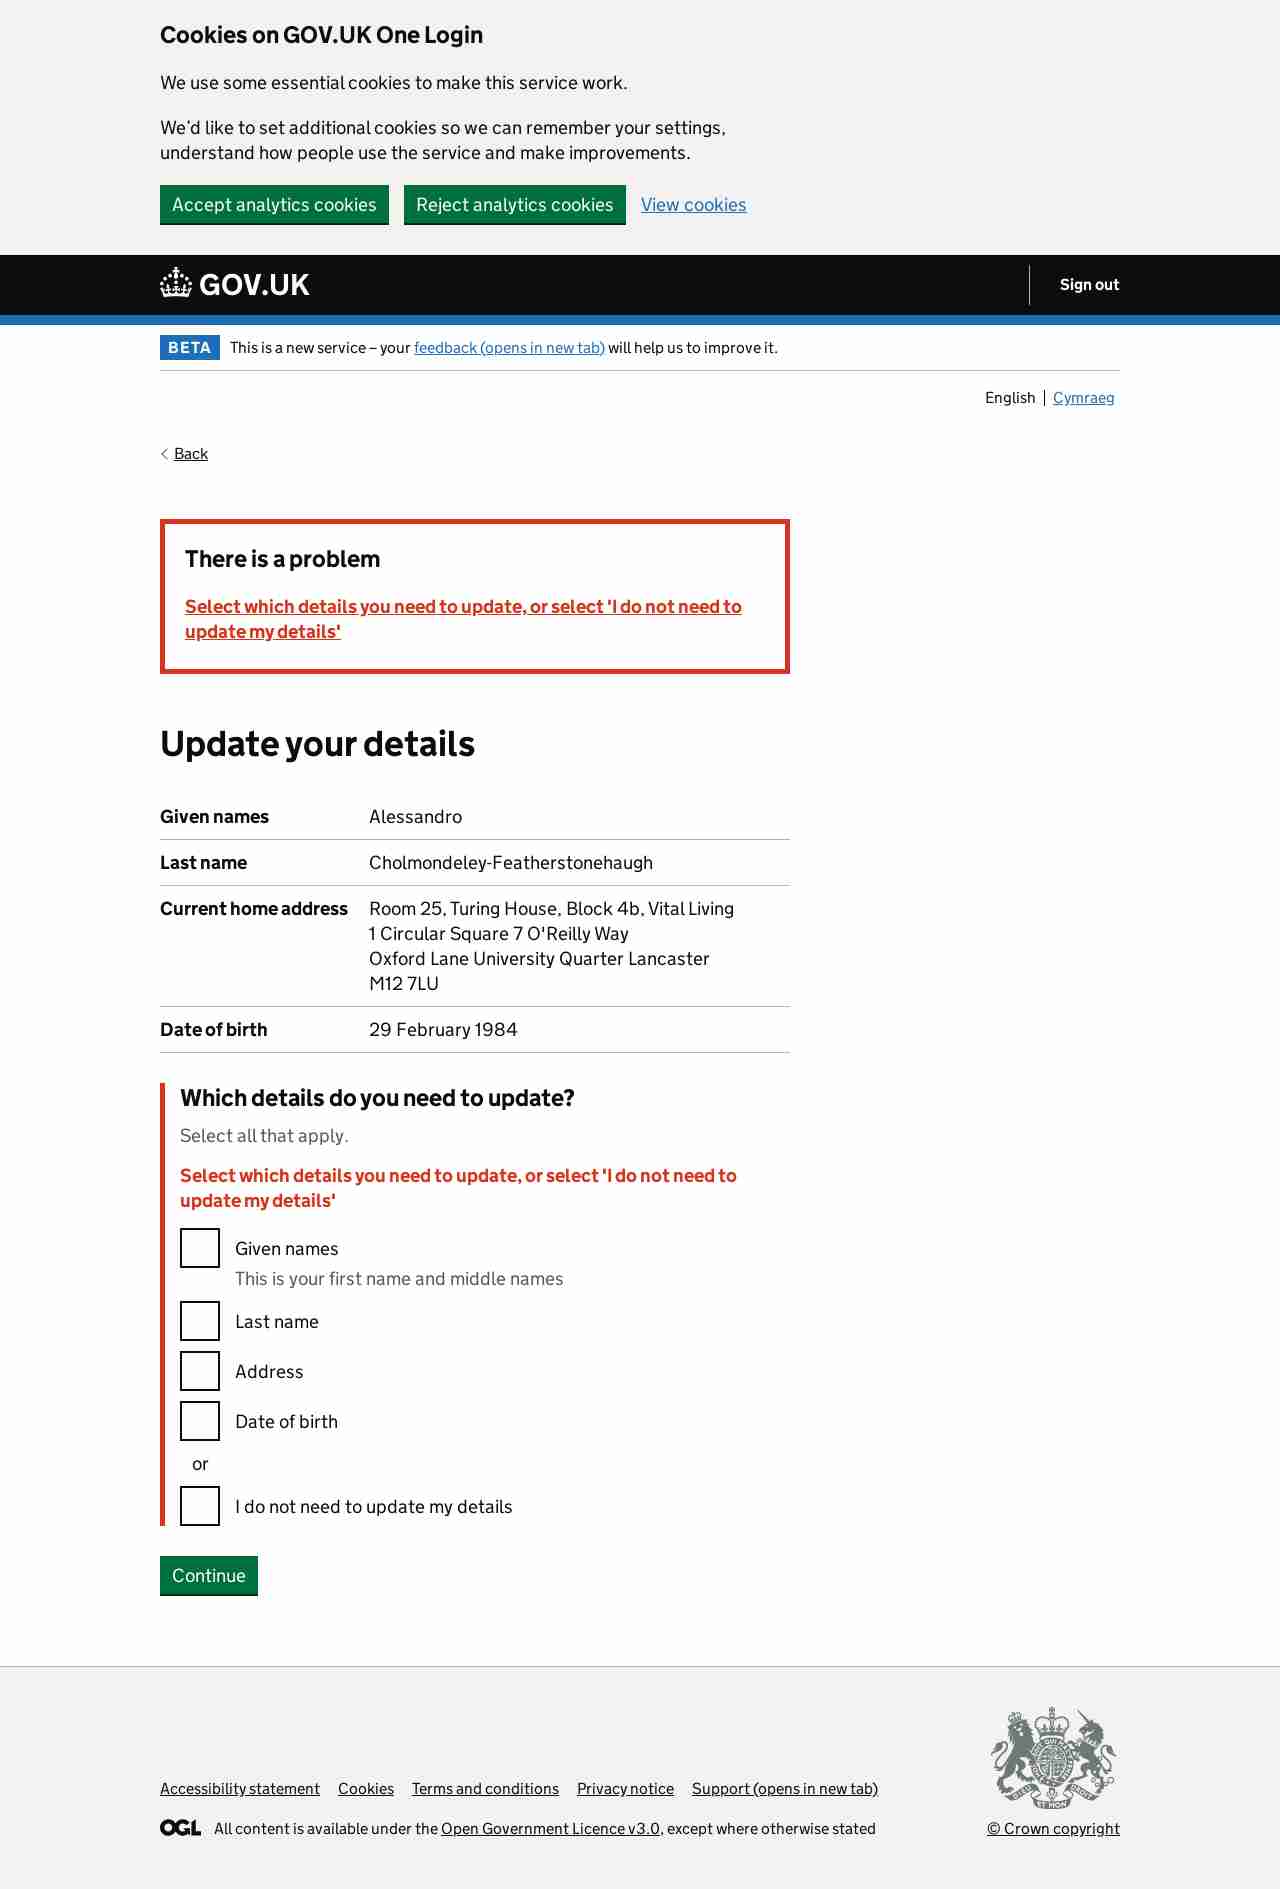 Cookies on GOV.UK One Login
We use some essential cookies to make this service work.
We'd like to set additional cookies so we can remember your settings,
understand how people use the service and make improvements.
Accept analytics cookies Reject analytics cookies View cookies
GOV.UK Sign out
BETA This is a new service – your feedback (opens in new tab) will help us to improve it.
English Cymraeg
Back
There is a problem
Select which details you need to update, or select 'I do not need to
update my details'
Update your details
Given names Alessandro
Last name Cholmondeley-Featherstonehaugh
Current home address Room 25, Turing House, Block 4b, Vital Living
1 Circular Square 7 O'Reilly Way
Oxford Lane University Quarter Lancaster
M12 7LU
Date of birth 29 February 1984
Which details do you need to update?
Select all that apply.
Select which details you need to update, or select 'I do not need to
update my details'
Given names
This is your first name and middle names
Last name
Address
Date of birth
or
I do not need to update my details
Continue
Accessibility statement Cookies Terms and conditions Privacy notice Support (opens in new tab)
OGL All content is available under the Open Government Licence v3.0, except where otherwise stated © Crown copyright